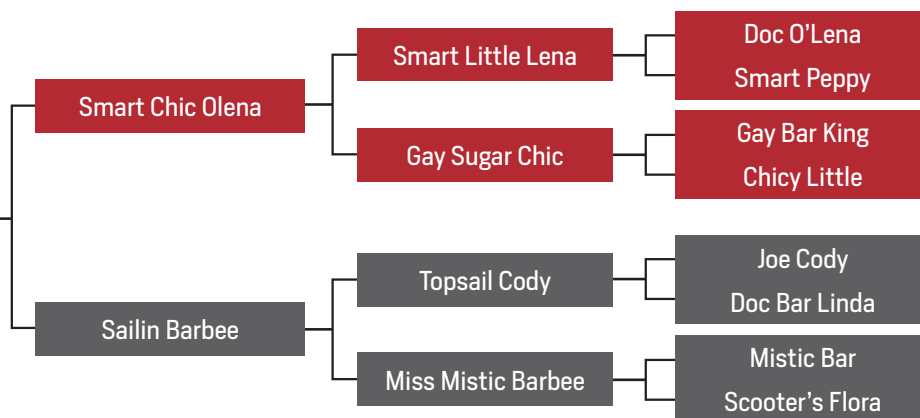 Smart Chic Olena
Smart Little Lena
Doc O'Lena
Smart Peppy
Gay Sugar Chic
Gay Bar King
Chicy Little
Sailin Barbee
Topsail Cody
Joe Cody
Doc Bar Linda
Miss Mistic Barbee
Mistic Bar
Scooter's Flora